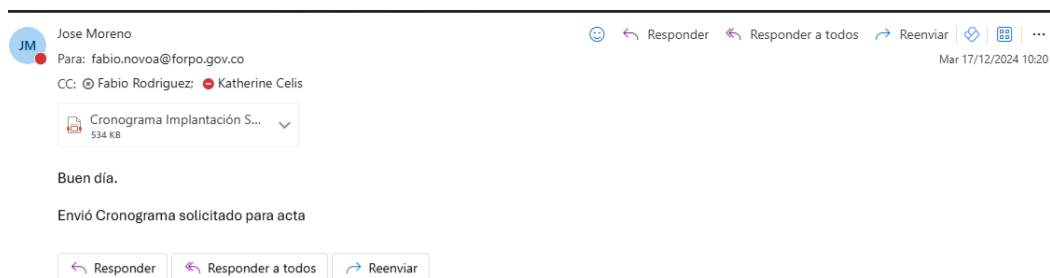 JM
Jose Moreno
Responder Responder a todos Reenviar
Para: fabio.novoa@forpo.gov.co
Mar 17/12/2024 10:20
CC: Fabio Rodriguez; Katherine Celis
Cronograma Implantación S...
534 KB
Buen día.
Envió Cronograma solicitado para acta
Responder Responder a todos Reenviar